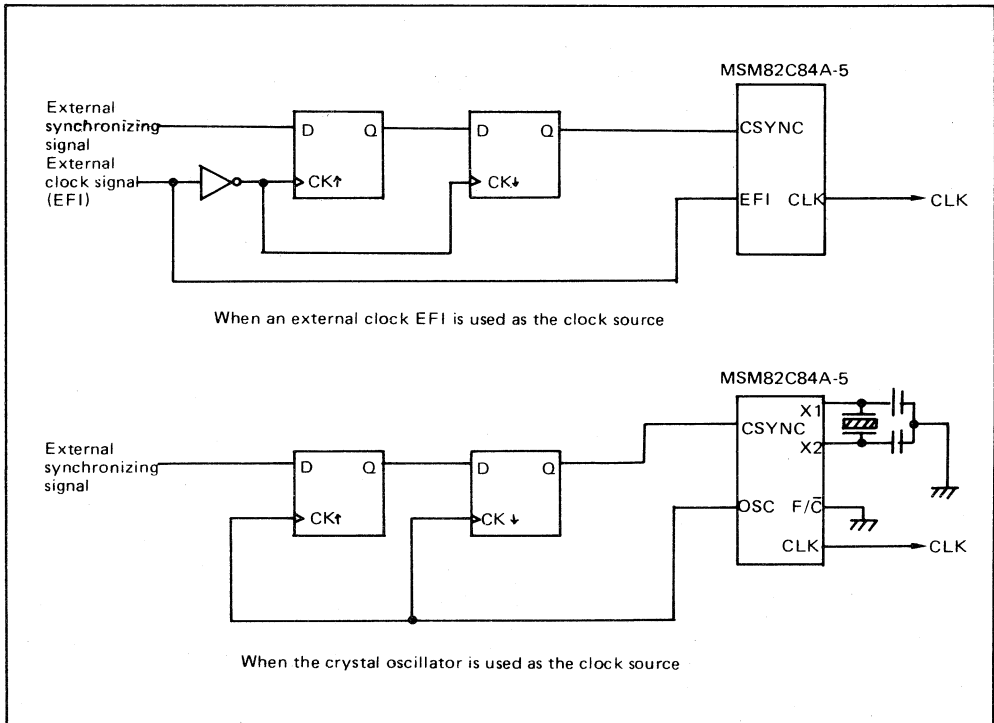 MSM82C84A-5
External
synchronizing
signal
External
clock signal
(EFI)
D Q
CK↑
D Q
CK↓
CSYNC
EFI CLK
CLK
When an external clock EFI is used as the clock source
MSM82C84A-5
External
synchronizing
signal
D Q
CK↑
D Q
CK↓
X1
CSYNC
X2
OSC F/C̅
CLK
CLK
When the crystal oscillator is used as the clock source